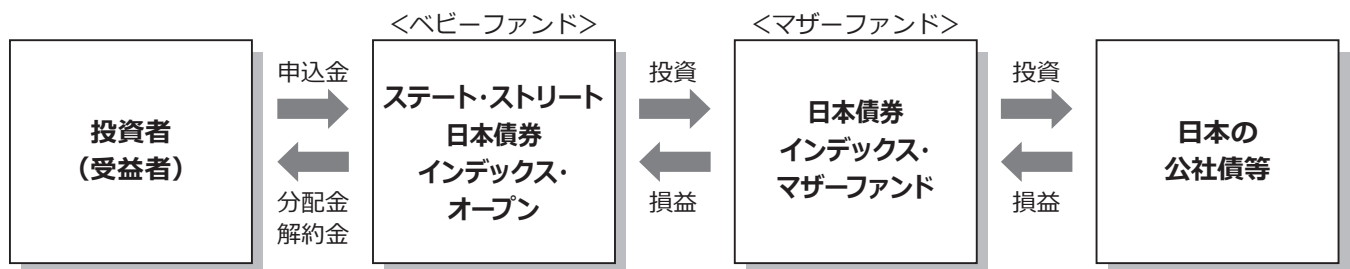 <ベビーファンド>
<マザーファンド>
投資者
（受益者）
申込金
分配金
解約金
ステート・ストリート
日本債券
インデックス・
オープン
投資
損益
日本債券
インデックス・
マザーファンド
投資
損益
日本の
公社債等